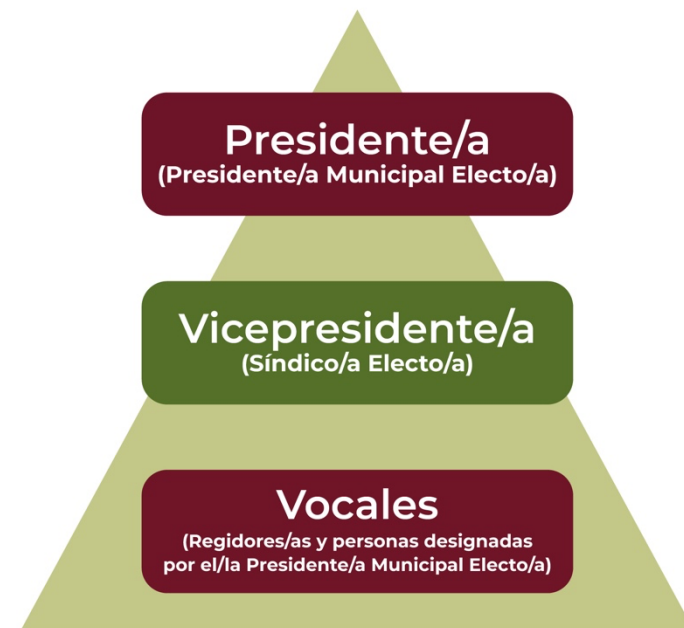 Presidente/a
(Presidente/a Municipal Electo/a)
Vicepresidente/a
(Síndico/a Electo/a)
Vocales
(Regidores/as y personas designadas
por el/la Presidente/a Municipal Electo/a)